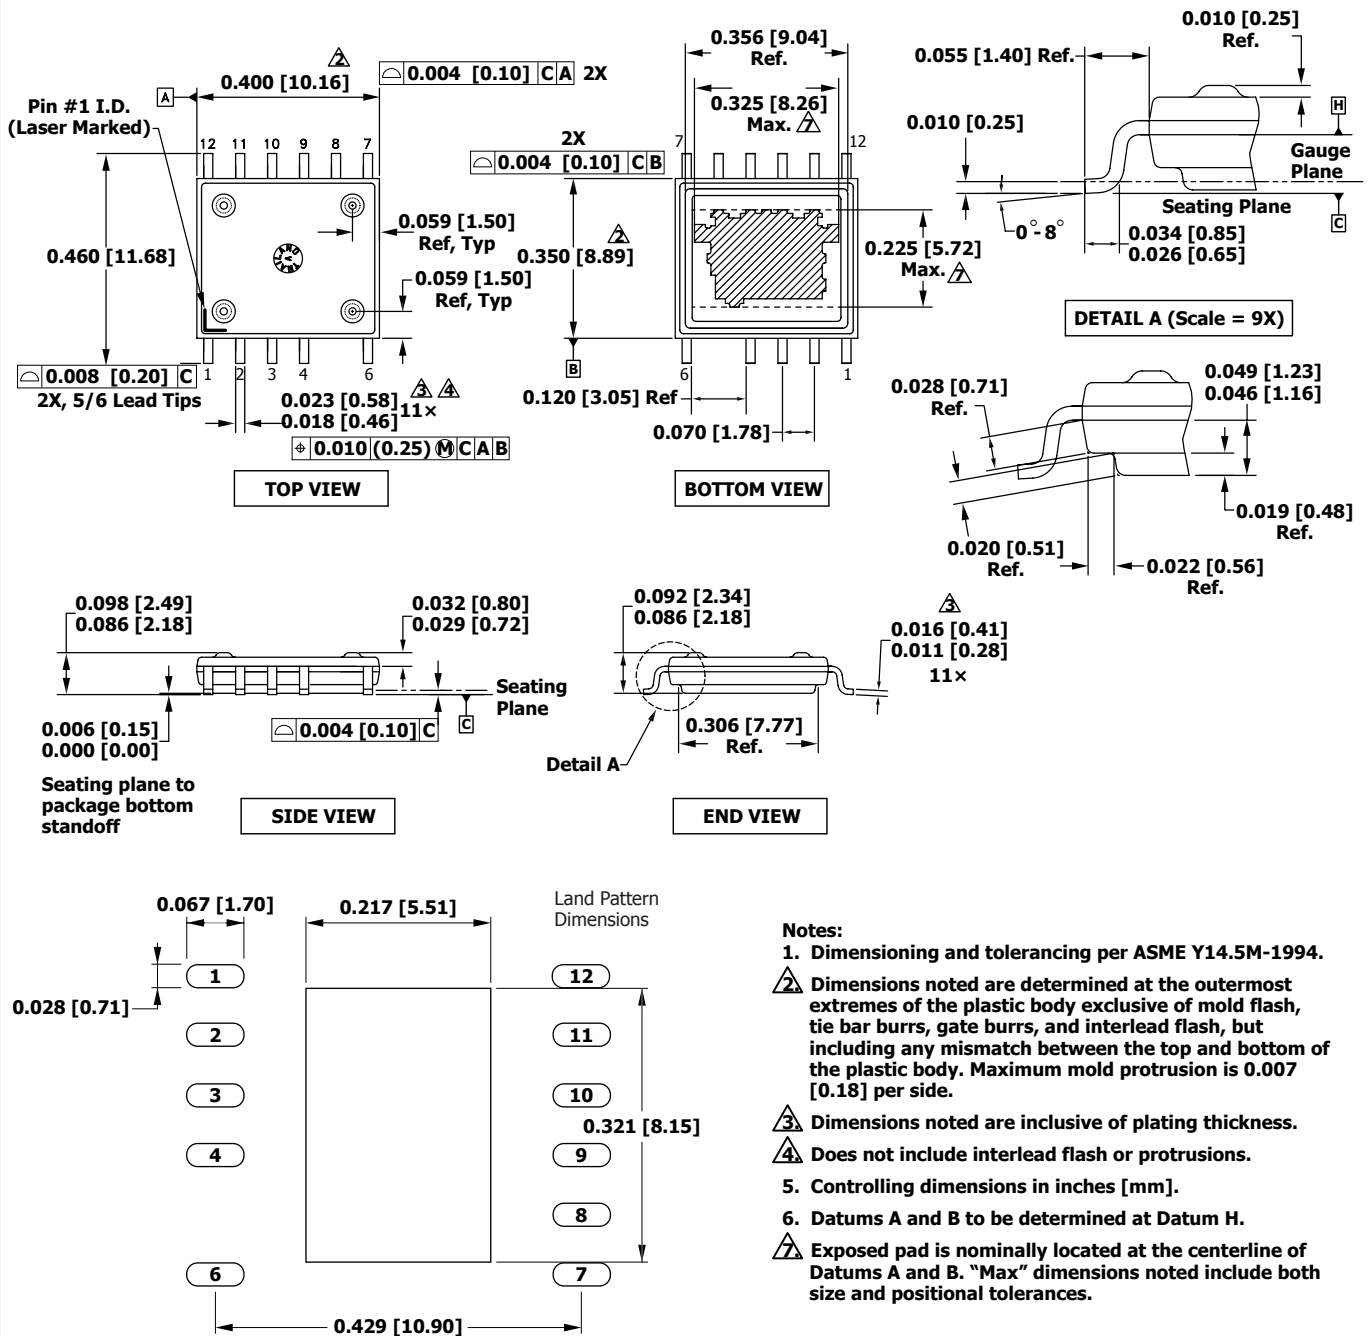 0.400 [10.16]
2
0.004 [0.10] C A 2X
A
Pin #1 I.D.
(Laser Marked)
12 11 10 9 8 7
0.460 [11.68]
0.059 [1.50]
Ref, Typ
0.059 [1.50]
Ref, Typ
0.008 [0.20] C
2X, 5/6 Lead Tips
1 2 3 4 6
0.023 [0.58]
0.018 [0.46]
11×
3 4
0.010 (0.25) M C A B
TOP VIEW
0.356 [9.04]
Ref.
0.325 [8.26]
Max. 7
2X
0.004 [0.10] C B
7 12
2
0.350 [8.89]
0.225 [5.72]
Max. 7
B
6 1
0.120 [3.05] Ref
0.070 [1.78]
BOTTOM VIEW
0.010 [0.25]
Ref.
0.055 [1.40] Ref.
0.010 [0.25]
H
Gauge
Plane
Seating Plane
C
0°-8°
0.034 [0.85]
0.026 [0.65]
DETAIL A (Scale = 9X)
0.028 [0.71]
Ref.
0.049 [1.23]
0.046 [1.16]
0.019 [0.48]
Ref.
0.020 [0.51]
Ref.
0.022 [0.56]
Ref.
0.098 [2.49]
0.086 [2.18]
0.032 [0.80]
0.029 [0.72]
Seating
Plane
C
0.004 [0.10] C
0.006 [0.15]
0.000 [0.00]
Seating plane to
package bottom
standoff
SIDE VIEW
0.092 [2.34]
0.086 [2.18]
3
0.016 [0.41]
0.011 [0.28]
11×
0.306 [7.77]
Ref.
Detail A
END VIEW
Land Pattern
Dimensions
0.067 [1.70]
0.217 [5.51]
0.028 [0.71]
1 12
2 11
3 10
0.321 [8.15]
4 9
8
6 7
0.429 [10.90]
Notes:
1. Dimensioning and tolerancing per ASME Y14.5M-1994.
2. Dimensions noted are determined at the outermost
extremes of the plastic body exclusive of mold flash,
tie bar burrs, gate burrs, and interlead flash, but
including any mismatch between the top and bottom of
the plastic body. Maximum mold protrusion is 0.007
[0.18] per side.
3. Dimensions noted are inclusive of plating thickness.
4. Does not include interlead flash or protrusions.
5. Controlling dimensions in inches [mm].
6. Datums A and B to be determined at Datum H.
7. Exposed pad is nominally located at the centerline of
Datums A and B. “Max” dimensions noted include both
size and positional tolerances.